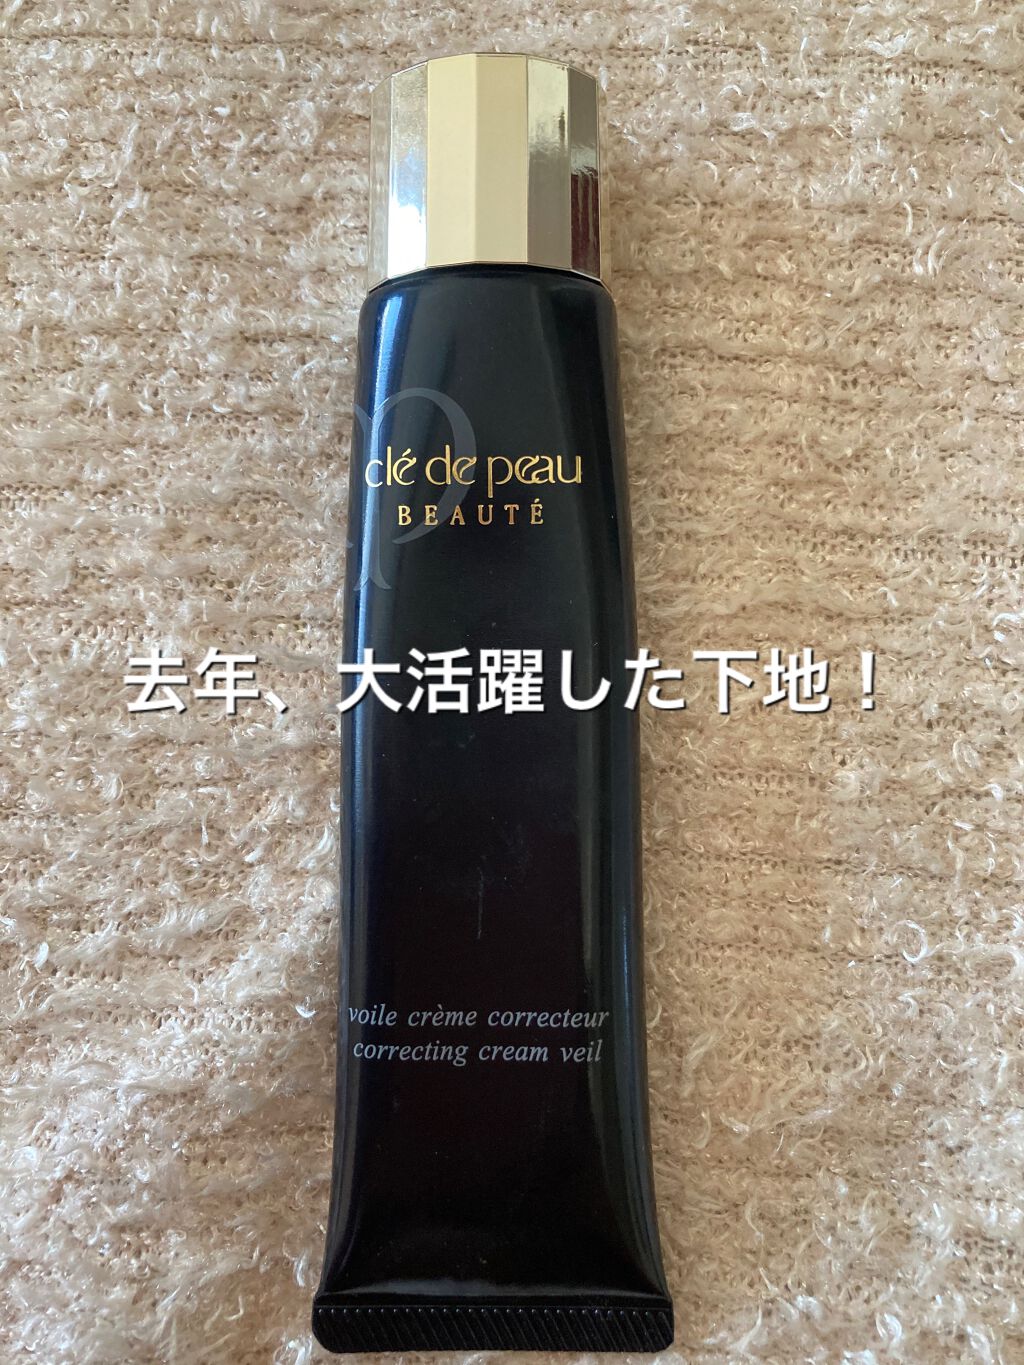 clé de peau
BEAUTÉ
去年、大活躍した下地！
voile crème correcteur
correcting cream veil